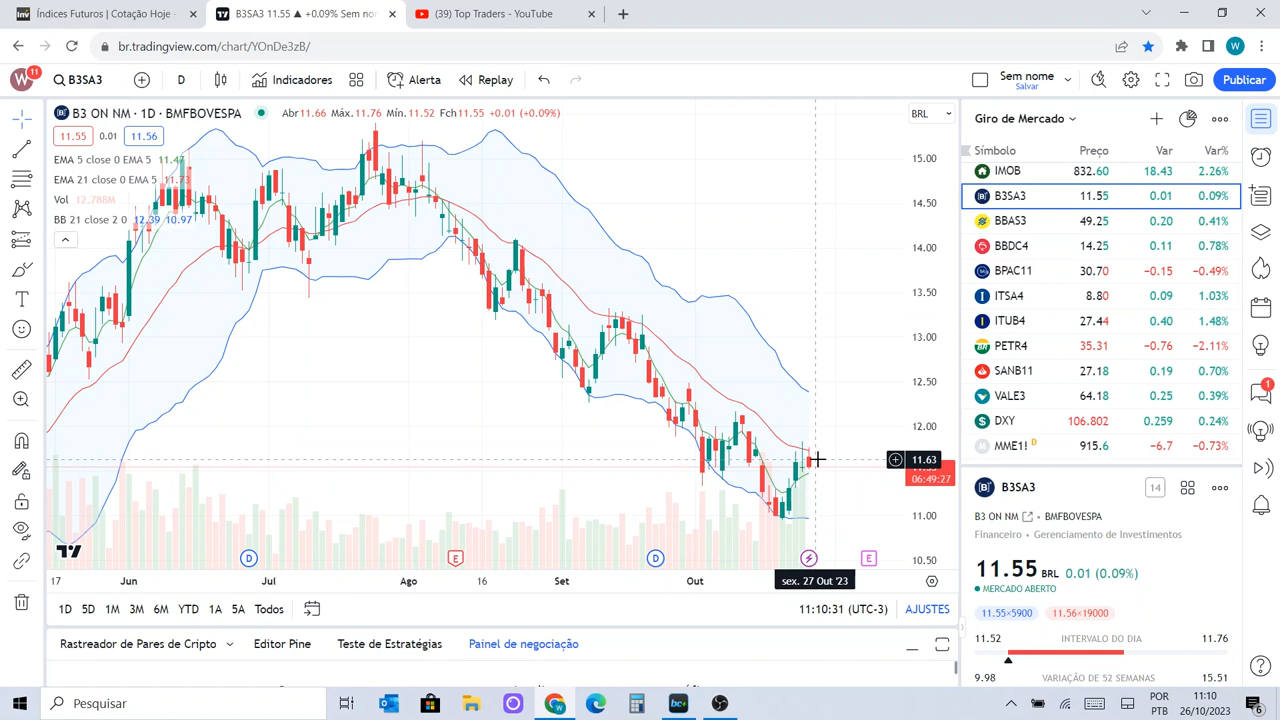 Índices Futuros | Cotação Hoje -
B3SA3 11.55 ▲ +0.09% Sem nom
(39) Top Traders - YouTube
br.tradingview.com/chart/YOnDe3zB/
W
W 11
B3SA3
D
Indicadores
Alerta
Replay
Sem nome
Salvar
Publicar
B3 ON NM · 1D · BMFBOVESPA
Abr11.66 Máx.11.76 Mín.11.52 Fch11.55 +0.01 (+0.09%)
BRL
11.55 0.01 11.56
EMA 5 close 0 EMA 5 11.47
EMA 21 close 0 EMA 5 11.73
Vol 12.788M
BB 21 close 2 0 12.39 10.97
15.00
14.50
14.00
13.50
13.00
12.50
12.00
11.63
06:49:27
11.00
10.50
D E D E
17 Jun Jul Ago 16 Set Out
sex. 27 Out '23
1D 5D 1M 3M 6M YTD 1A 5A Todos
11:10:31 (UTC-3) AJUSTES
Rastreador de Pares de Cripto Editor Pine Teste de Estratégias Painel de negociação
Giro de Mercado
Símbolo Preço Var Var%
IMOB 832.60 18.43 2.26%
B3SA3 11.55 0.01 0.09%
BBAS3 49.25 0.20 0.41%
BBDC4 14.25 0.11 0.78%
BPAC11 30.70 −0.15 −0.49%
ITSA4 8.80 0.09 1.03%
ITUB4 27.44 0.40 1.48%
PETR4 35.31 −0.76 −2.11%
SANB11 27.18 0.19 0.70%
VALE3 64.18 0.25 0.39%
DXY 106.802 0.259 0.24%
MME1! D 915.6 −6.7 −0.73%
B3SA3
14
B3 ON NM • BMFBOVESPA
Financeiro • Gerenciamento de Investimentos
11.55 BRL 0.01 (0.09%)
MERCADO ABERTO
11.55×5900 11.56×19000
11.52 INTERVALO DO DIA 11.76
9.98 VARIAÇÃO DE 52 SEMANAS 15.51
1
Pesquisar
POR
PTB
11:10
26/10/2023
6